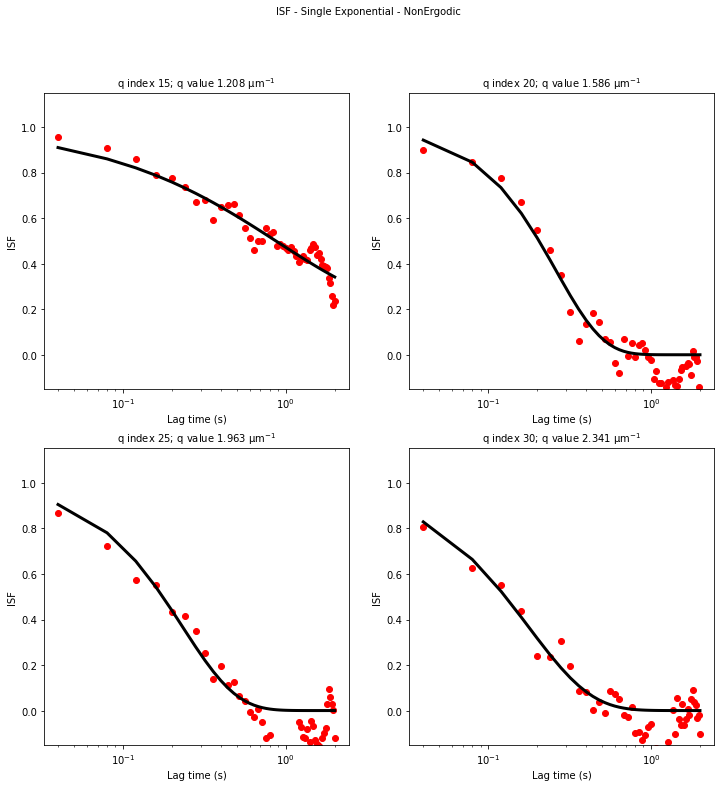 ISF - Single Exponential - NonErgodic
q index 15; q value 1.208 μm⁻¹
q index 20; q value 1.586 μm⁻¹
1.0
0.8
0.6
0.4
0.2
0.0
ISF
10⁻¹
10⁰
Lag time (s)
1.0
0.8
0.6
0.4
0.2
0.0
ISF
10⁻¹
10⁰
Lag time (s)
q index 25; q value 1.963 μm⁻¹
q index 30; q value 2.341 μm⁻¹
1.0
0.8
0.6
0.4
0.2
0.0
ISF
10⁻¹
10⁰
Lag time (s)
1.0
0.8
0.6
0.4
0.2
0.0
ISF
10⁻¹
10⁰
Lag time (s)